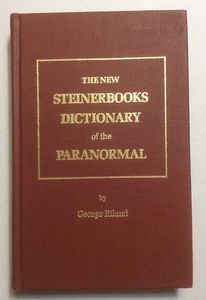 THE NEW
STEINERBOOKS
DICTIONARY
of the
PARANORMAL
by
George Riland